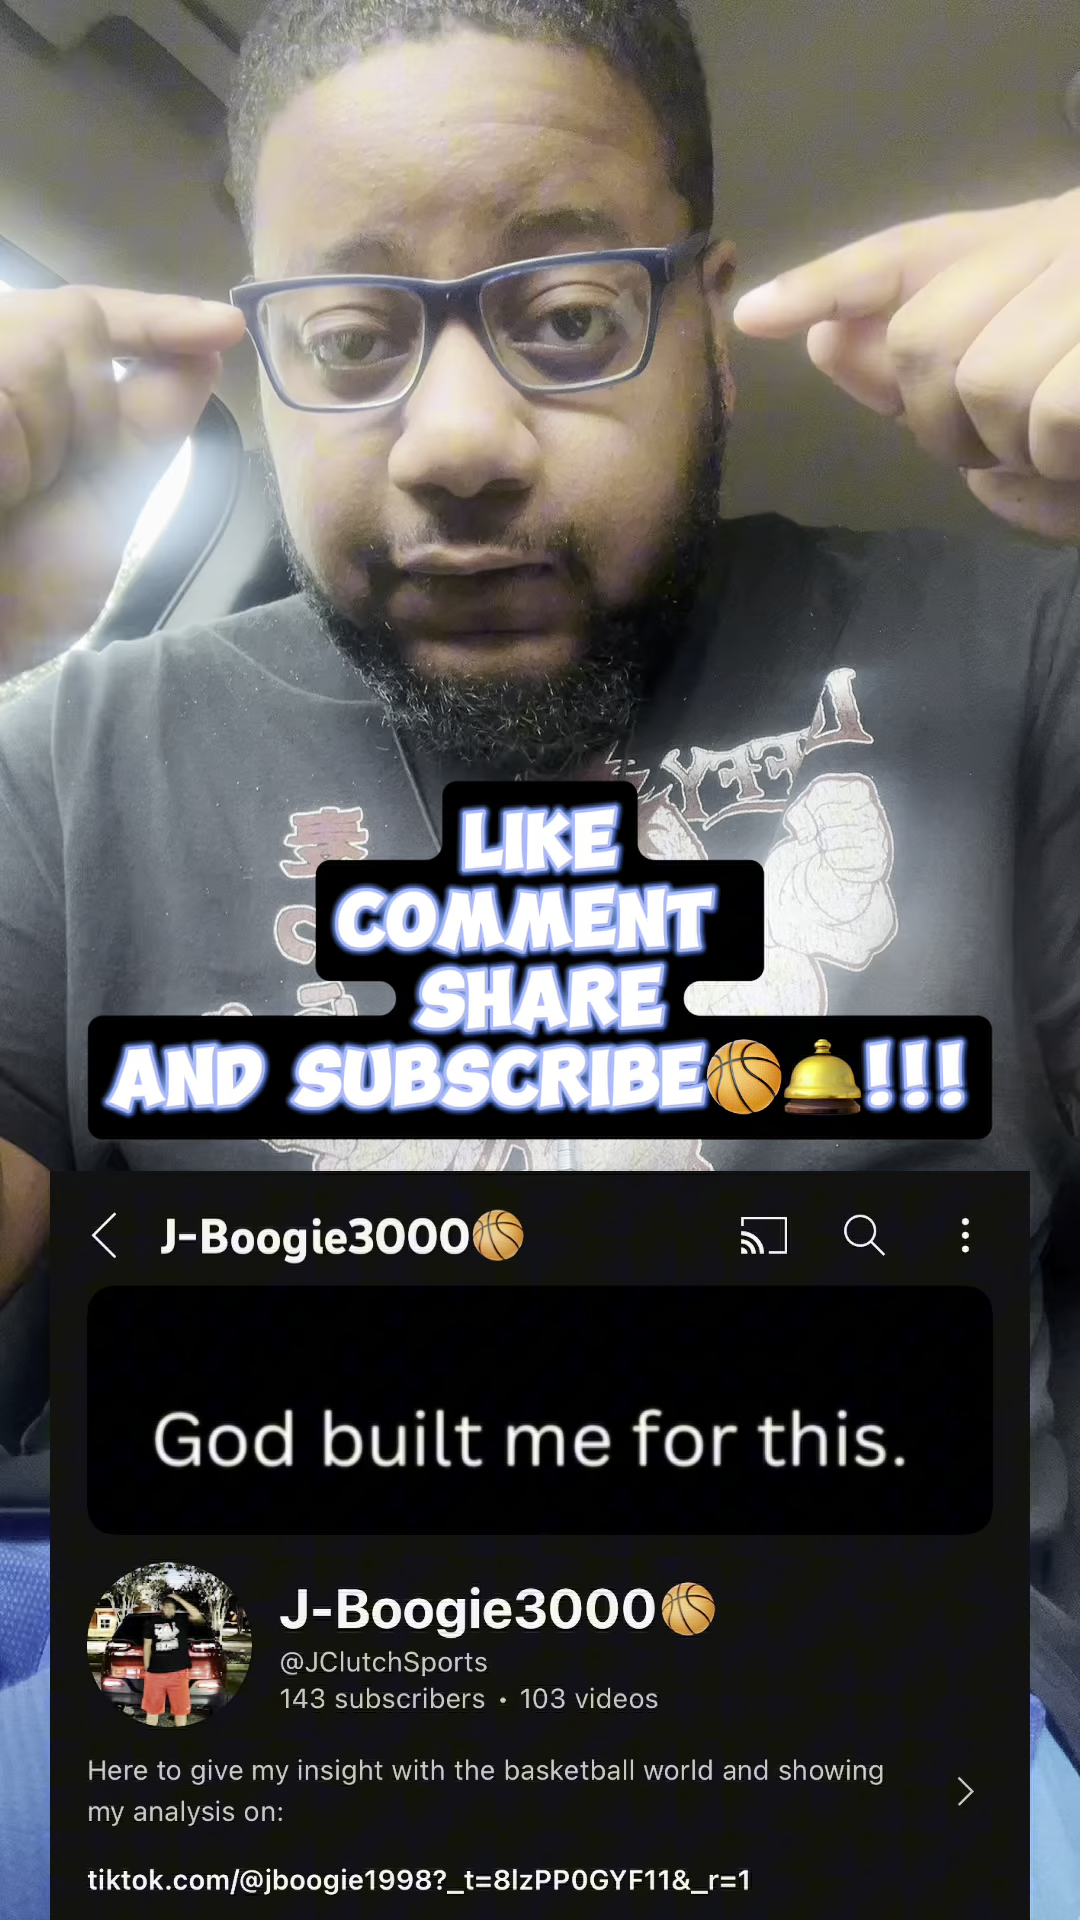 LIKE
COMMENT
SHARE
AND SUBSCRIBE🏀🛎️!!!
J-Boogie3000🏀
God built me for this.
J-Boogie3000🏀
@JClutchSports
143 subscribers • 103 videos
Here to give my insight with the basketball world and showing
my analysis on:
tiktok.com/@jboogie1998?_t=8lzPP0GYF11&_r=1